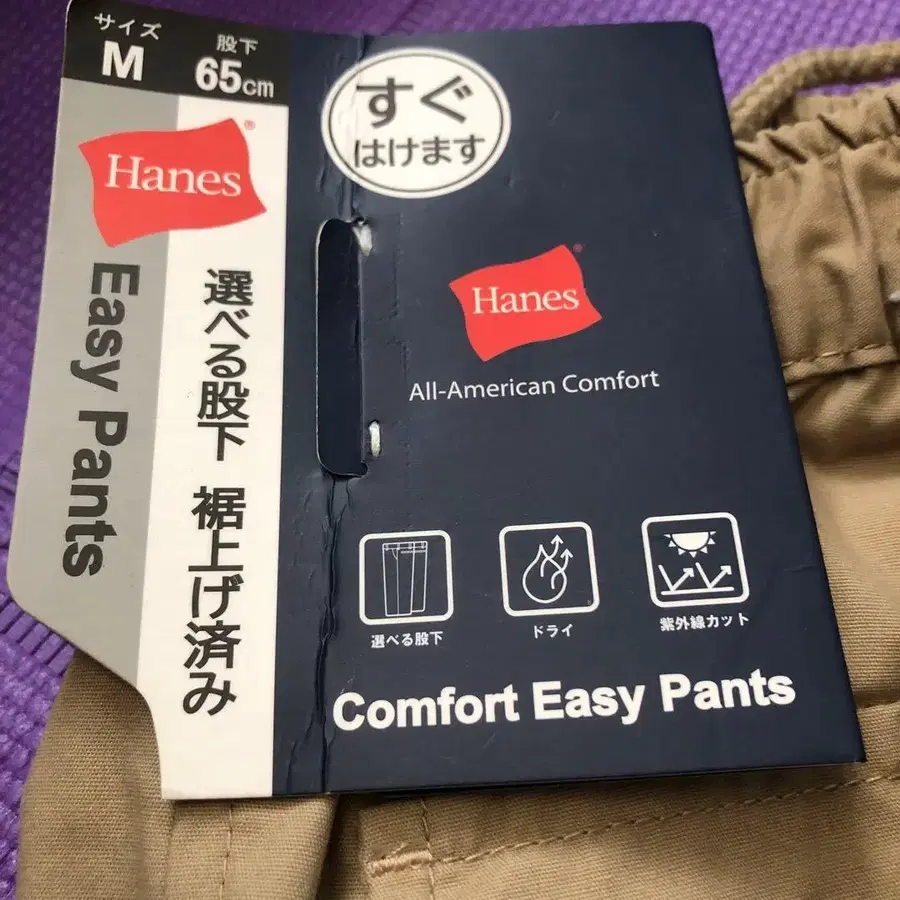 サイズ
M
股下
65cm
Hanes®
Easy Pants
選べる股下 裾上げ済み
すぐ
はけます
Hanes®
All-American Comfort
選べる股下
ドライ
紫外線カット
Comfort Easy Pants